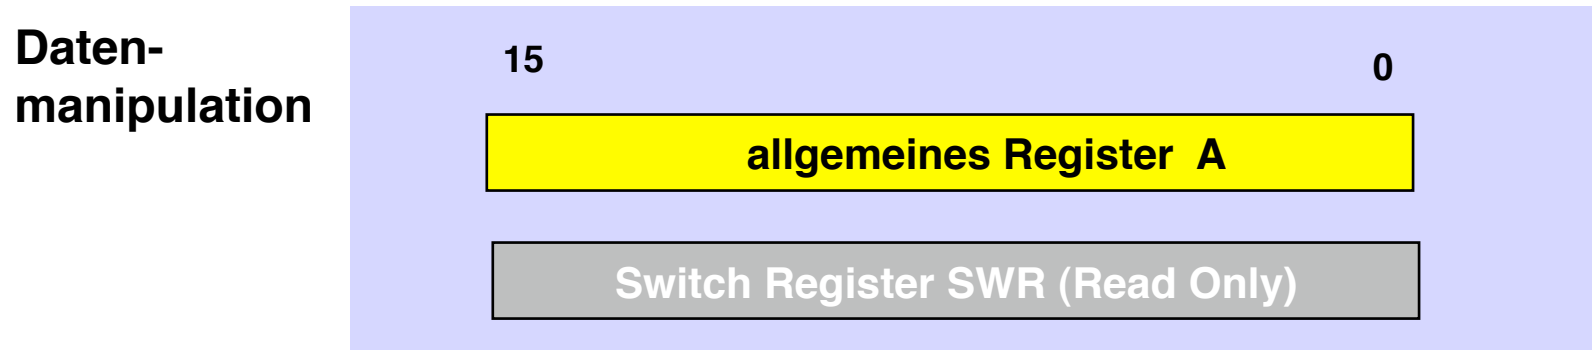 Daten-
manipulation
15
0
allgemeines Register A
Switch Register SWR (Read Only)